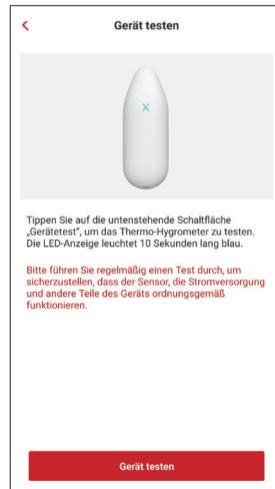 Gerät testen
Tippen Sie auf die untenstehende Schaltfläche
„Gerätetest“, um das Thermo-Hygrometer zu testen.
Die LED-Anzeige leuchtet 10 Sekunden lang blau.
Bitte führen Sie regelmäßig einen Test durch, um
sicherzustellen, dass der Sensor, die Stromversorgung
und andere Teile des Geräts ordnungsgemäß
funktionieren.
Gerät testen